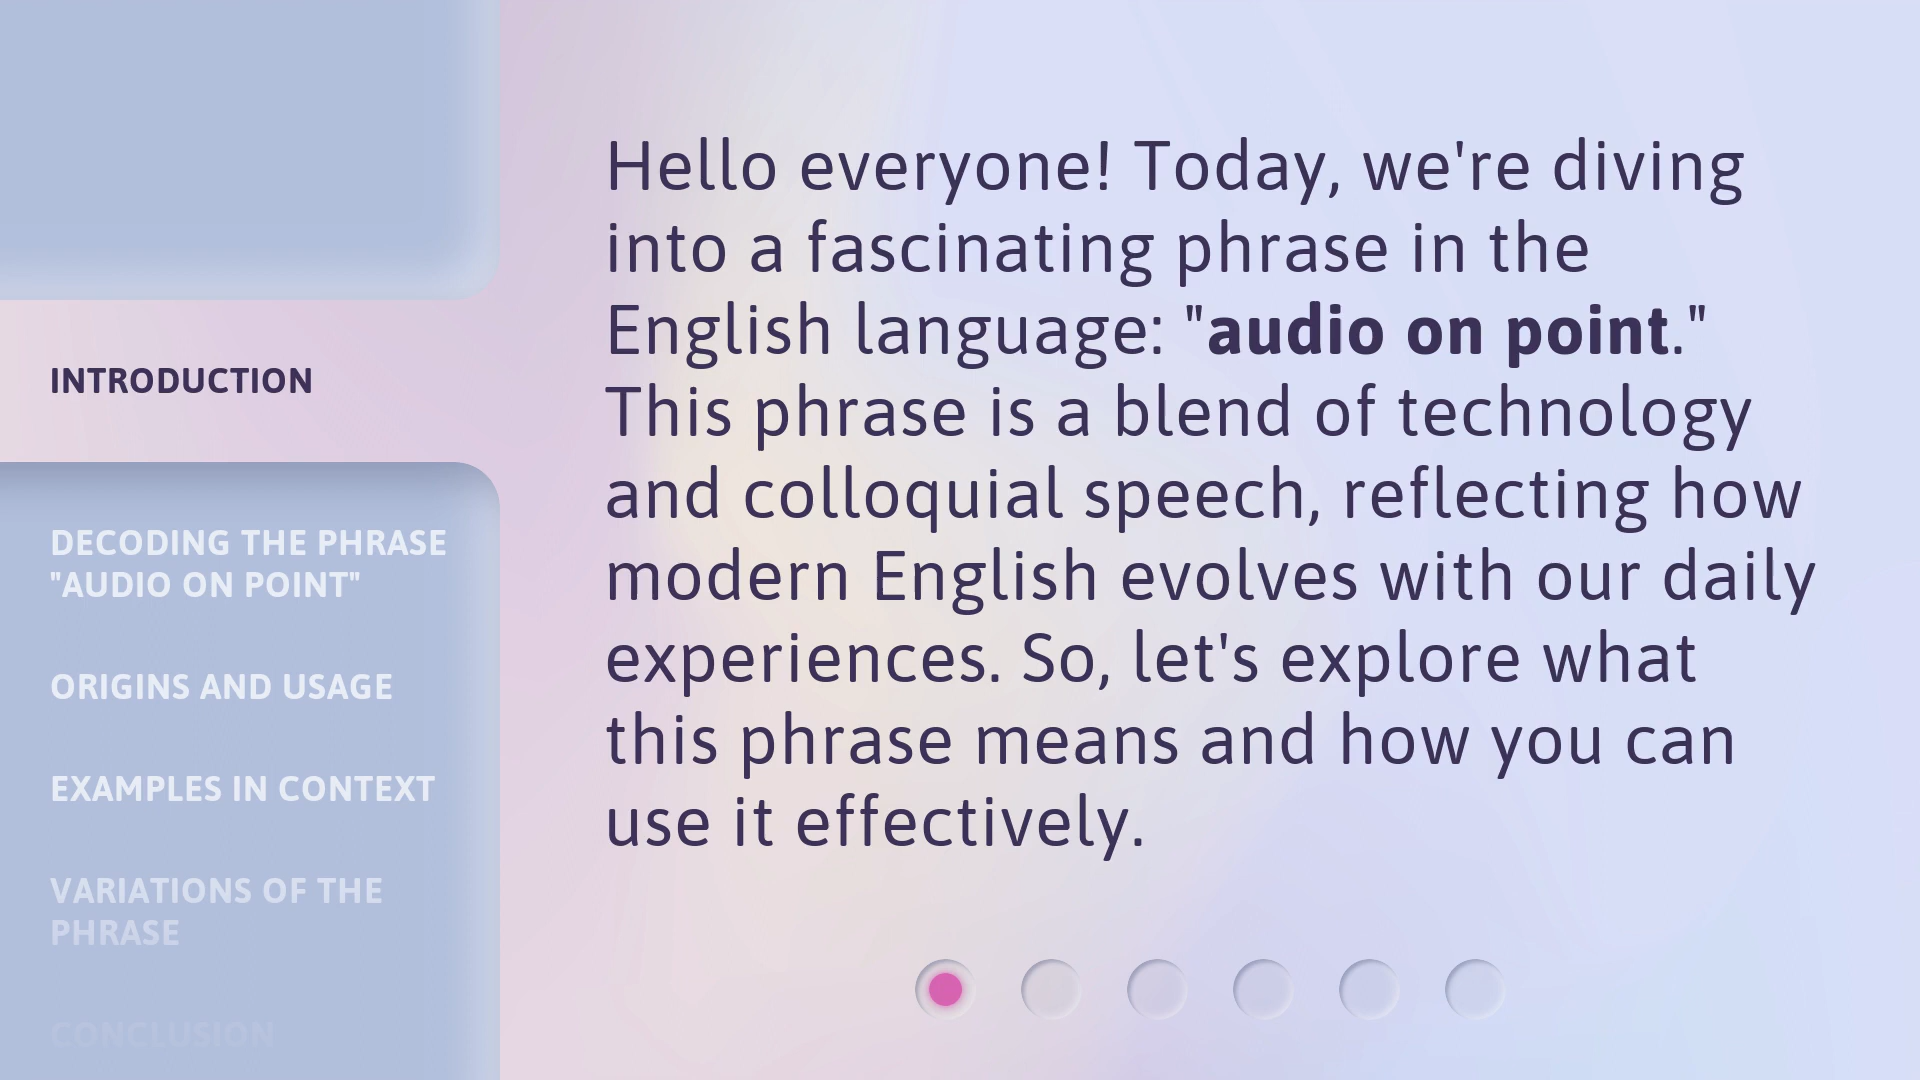 INTRODUCTION
DECODING THE PHRASE
"AUDIO ON POINT"
ORIGINS AND USAGE
EXAMPLES IN CONTEXT
VARIATIONS OF THE
PHRASE
CONCLUSION
Hello everyone! Today, we're diving
into a fascinating phrase in the
English language: "audio on point."
This phrase is a blend of technology
and colloquial speech, reflecting how
modern English evolves with our daily
experiences. So, let's explore what
this phrase means and how you can
use it effectively.